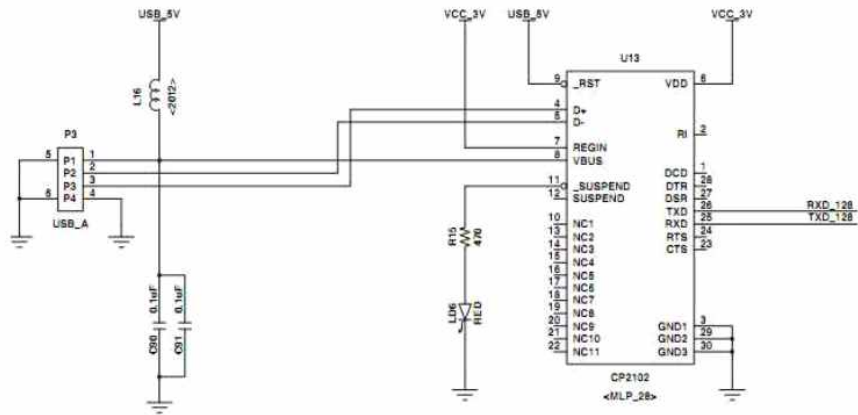 USB_5V
VCC_3V
USB_5V
VCC_3V
U13
L16
<2012>
9 _RST
VDD 6
4 D+
5 D-
RI 2
7 REGIN
8 VBUS
P3
5 P1 1
P2 2
P3 3
6 P4 4
USB_A
DCD 1
11 _SUSPEND
DTR 28
12 SUSPEND
DSR 27
TXD 26 RXD_128
RXD 25 TXD_128
RTS 24
CTS 23
10 NC1
13 NC2
14 NC3
15 NC4
16 NC5
17 NC6
18 NC7
19 NC8
20 NC9
21 NC10
22 NC11
R15
470
LD6
RED
0.1uF
0.1uF
C90
C91
GND1 3
GND2 29
GND3 30
CP2102
<MLP_28>